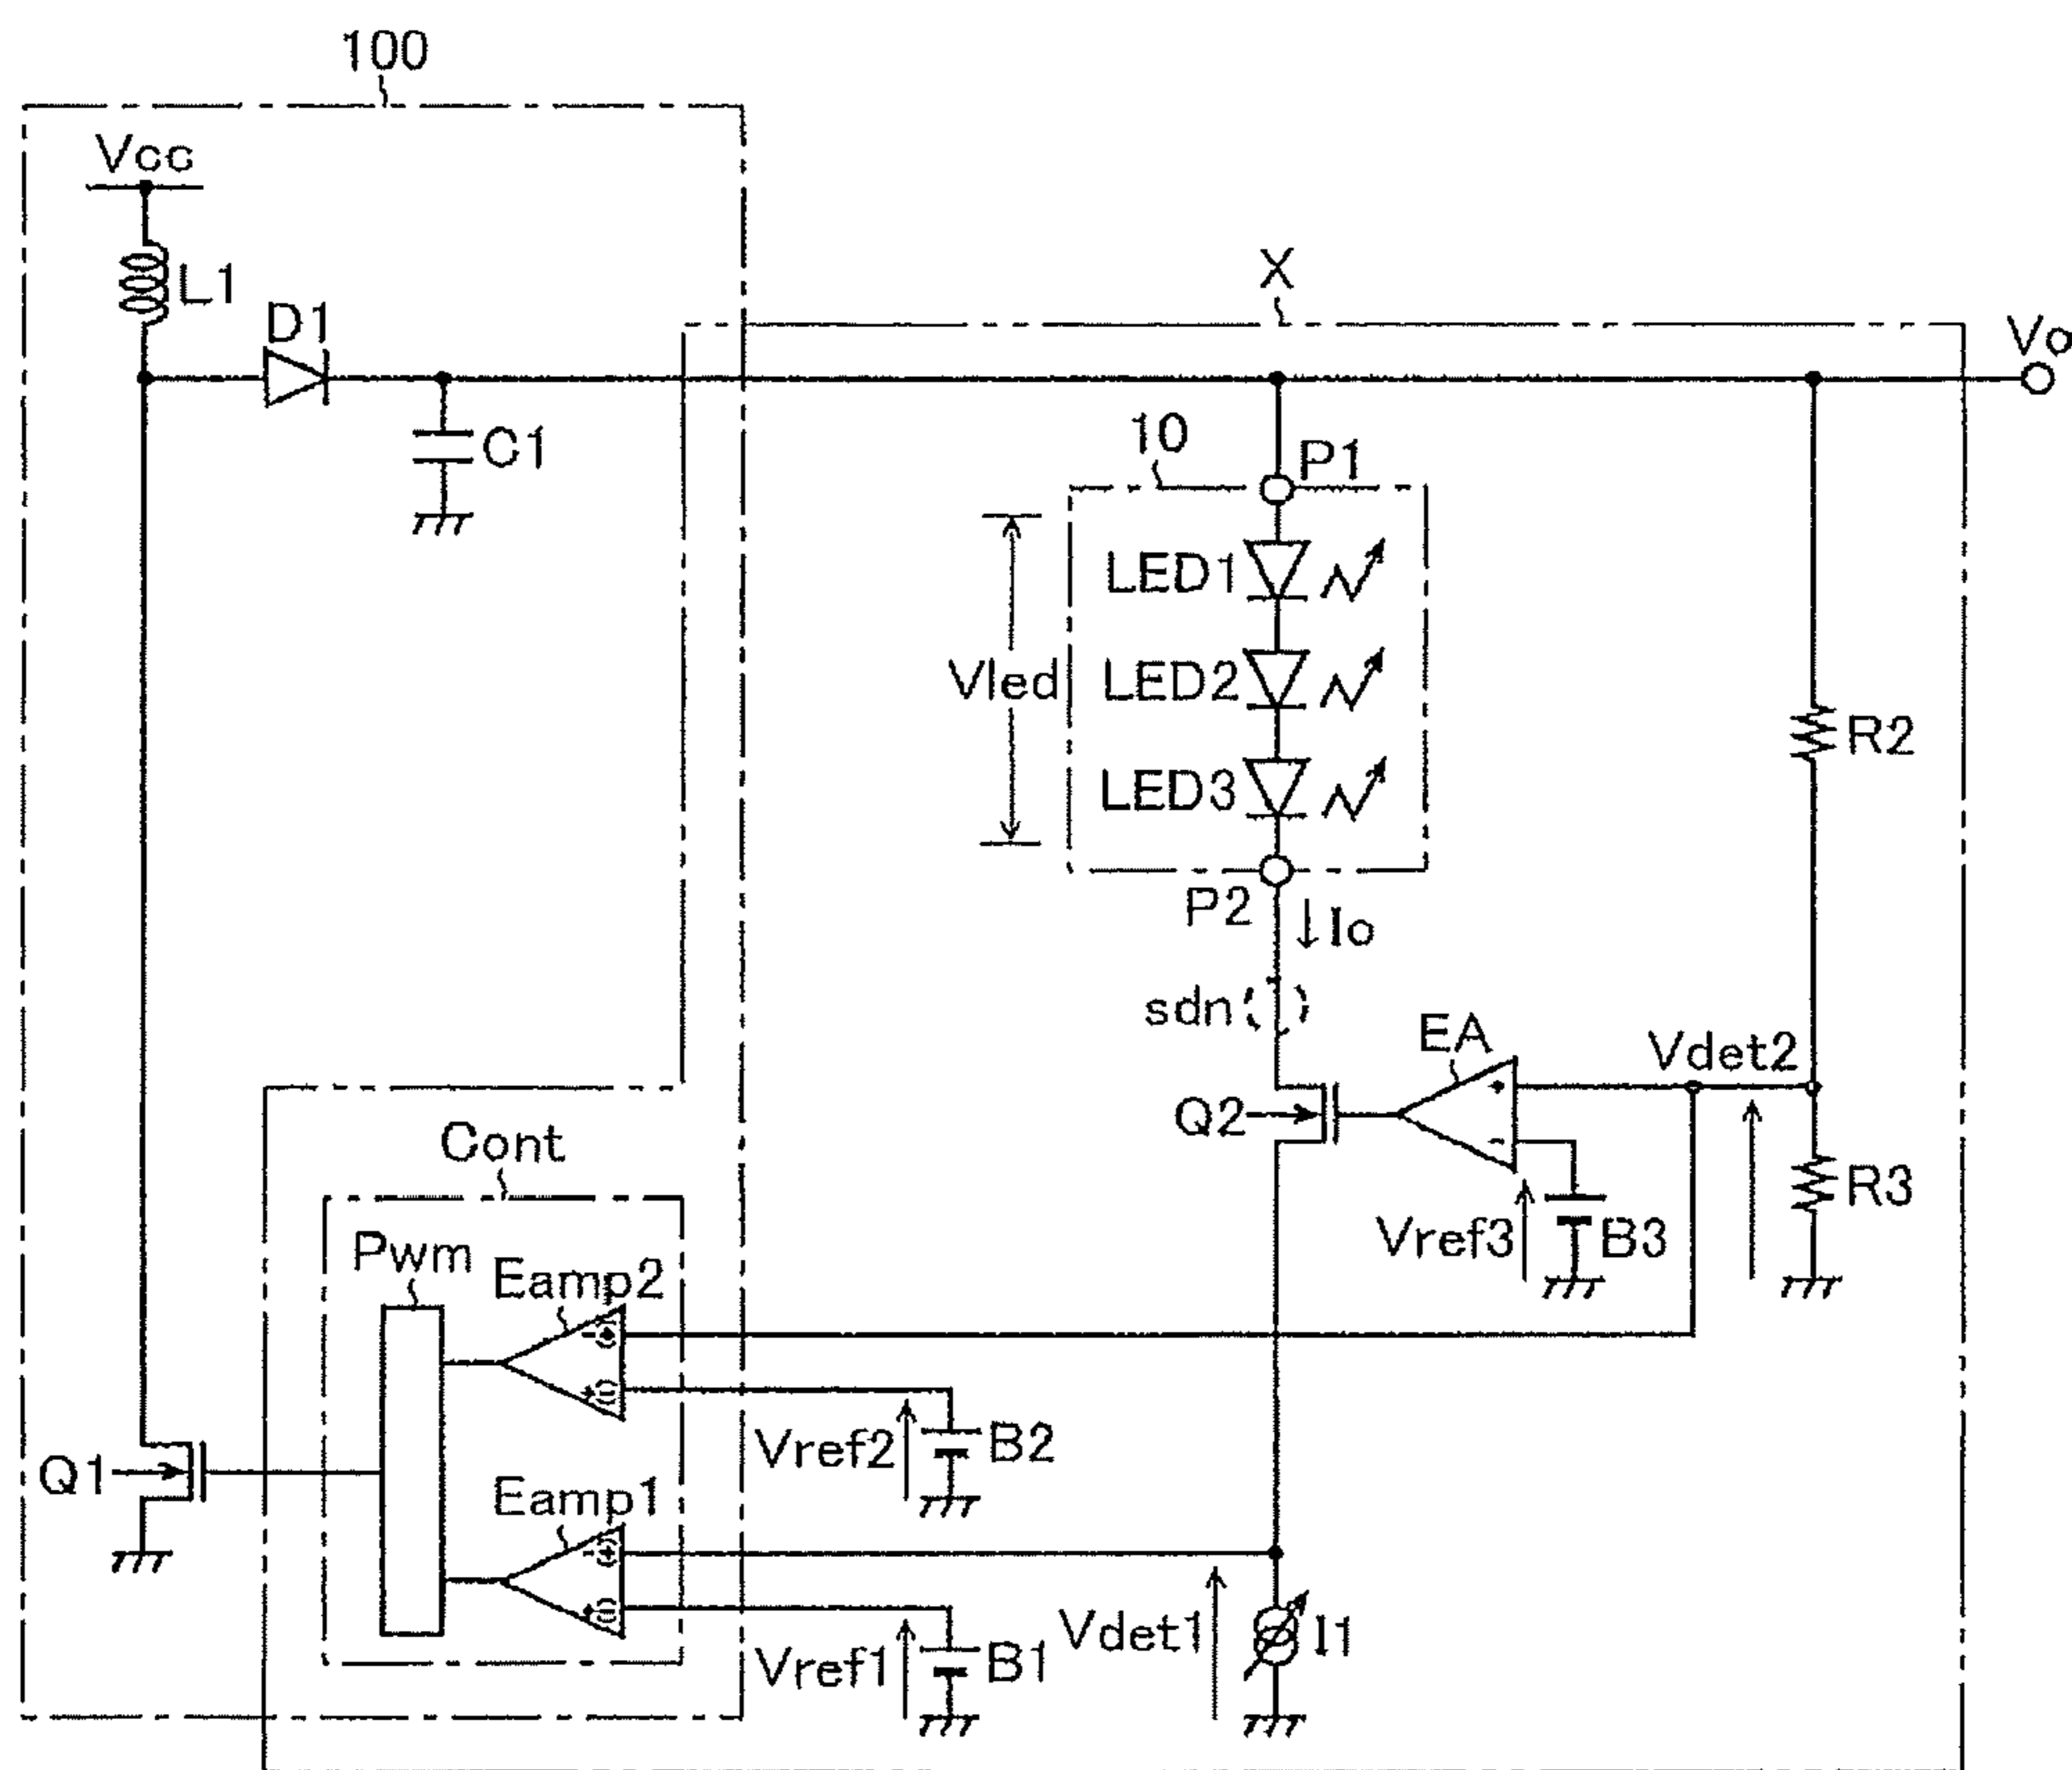 100
Vcc
L1
D1
C1
X
Vo
10
P1
LED1
LED2
LED3
Vled
P2
Io
R2
sdn
EA
Vdet2
Q2
R3
Vref3
B3
Cont
Pwm
Eamp2
Vref2
B2
Q1
Eamp1
Vdet1
I1
Vref1
B1